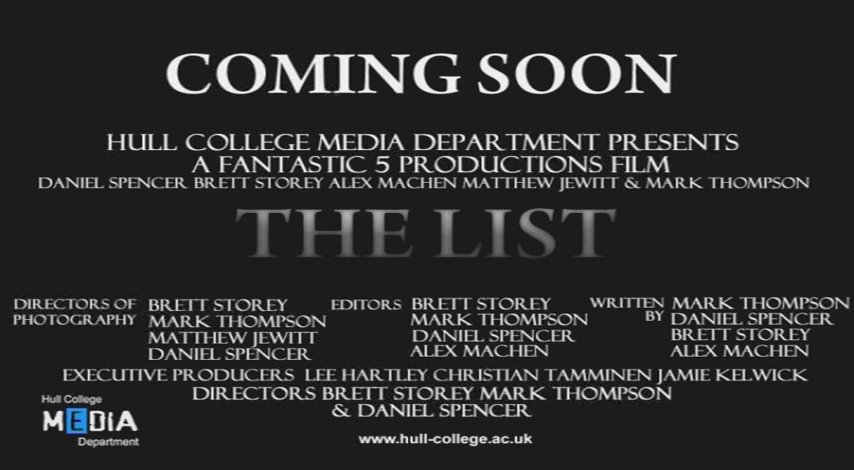 COMING SOON
HULL COLLEGE MEDIA DEPARTMENT PRESENTS
A FANTASTIC 5 PRODUCTIONS FILM
DANIEL SPENCER BRETT STOREY ALEX MACHEN MATTHEW JEWITT & MARK THOMPSON
THE LIST
DIRECTORS OF
PHOTOGRAPHY
BRETT STOREY
MARK THOMPSON
MATTHEW JEWITT
DANIEL SPENCER
EDITORS
BRETT STOREY
MARK THOMPSON
DANIEL SPENCER
ALEX MACHEN
WRITTEN
BY
MARK THOMPSON
DANIEL SPENCER
BRETT STOREY
ALEX MACHEN
EXECUTIVE PRODUCERS LEE HARTLEY CHRISTIAN TAMMINEN JAMIE KELWICK
DIRECTORS BRETT STOREY MARK THOMPSON
& DANIEL SPENCER
Hull College
MEDiA
Department
www.hull-college.ac.uk